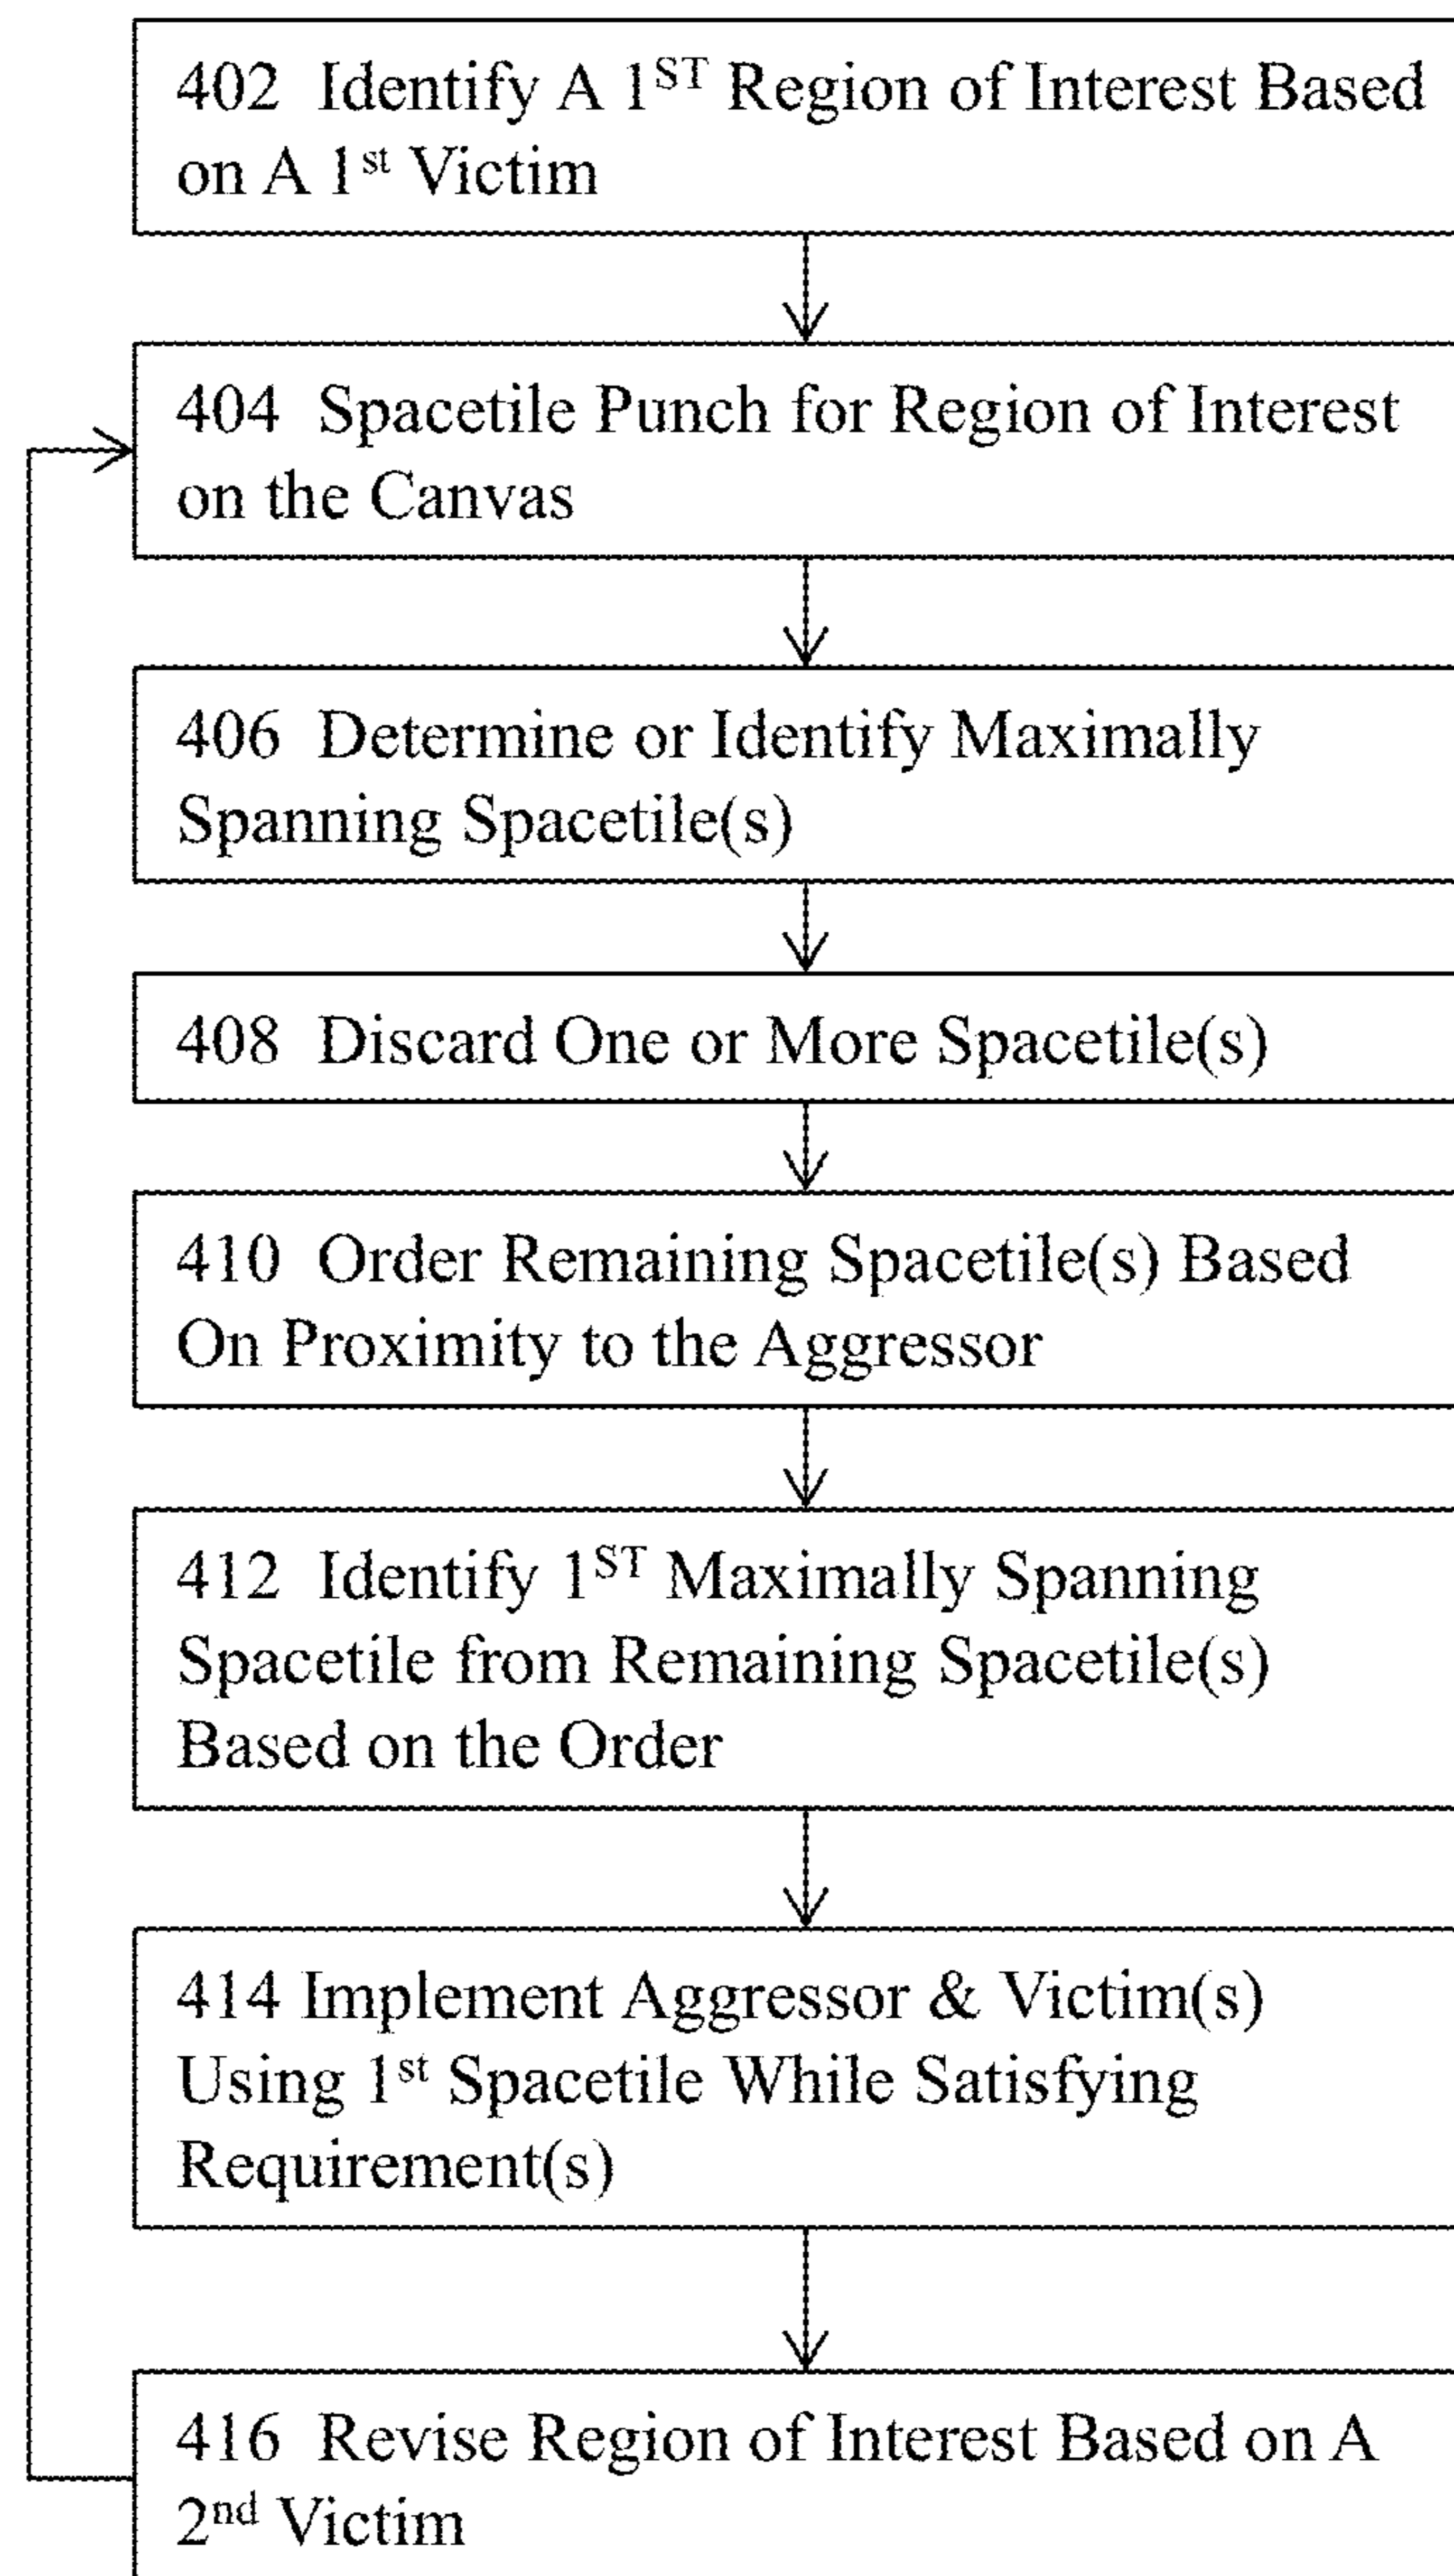 402 Identify A 1ST Region of Interest Based
on A 1st Victim
404 Spacetile Punch for Region of Interest
on the Canvas
406 Determine or Identify Maximally
Spanning Spacetile(s)
408 Discard One or More Spacetile(s)
410 Order Remaining Spacetile(s) Based
On Proximity to the Aggressor
412 Identify 1ST Maximally Spanning
Spacetile from Remaining Spacetile(s)
Based on the Order
414 Implement Aggressor & Victim(s)
Using 1st Spacetile While Satisfying
Requirement(s)
416 Revise Region of Interest Based on A
2nd Victim